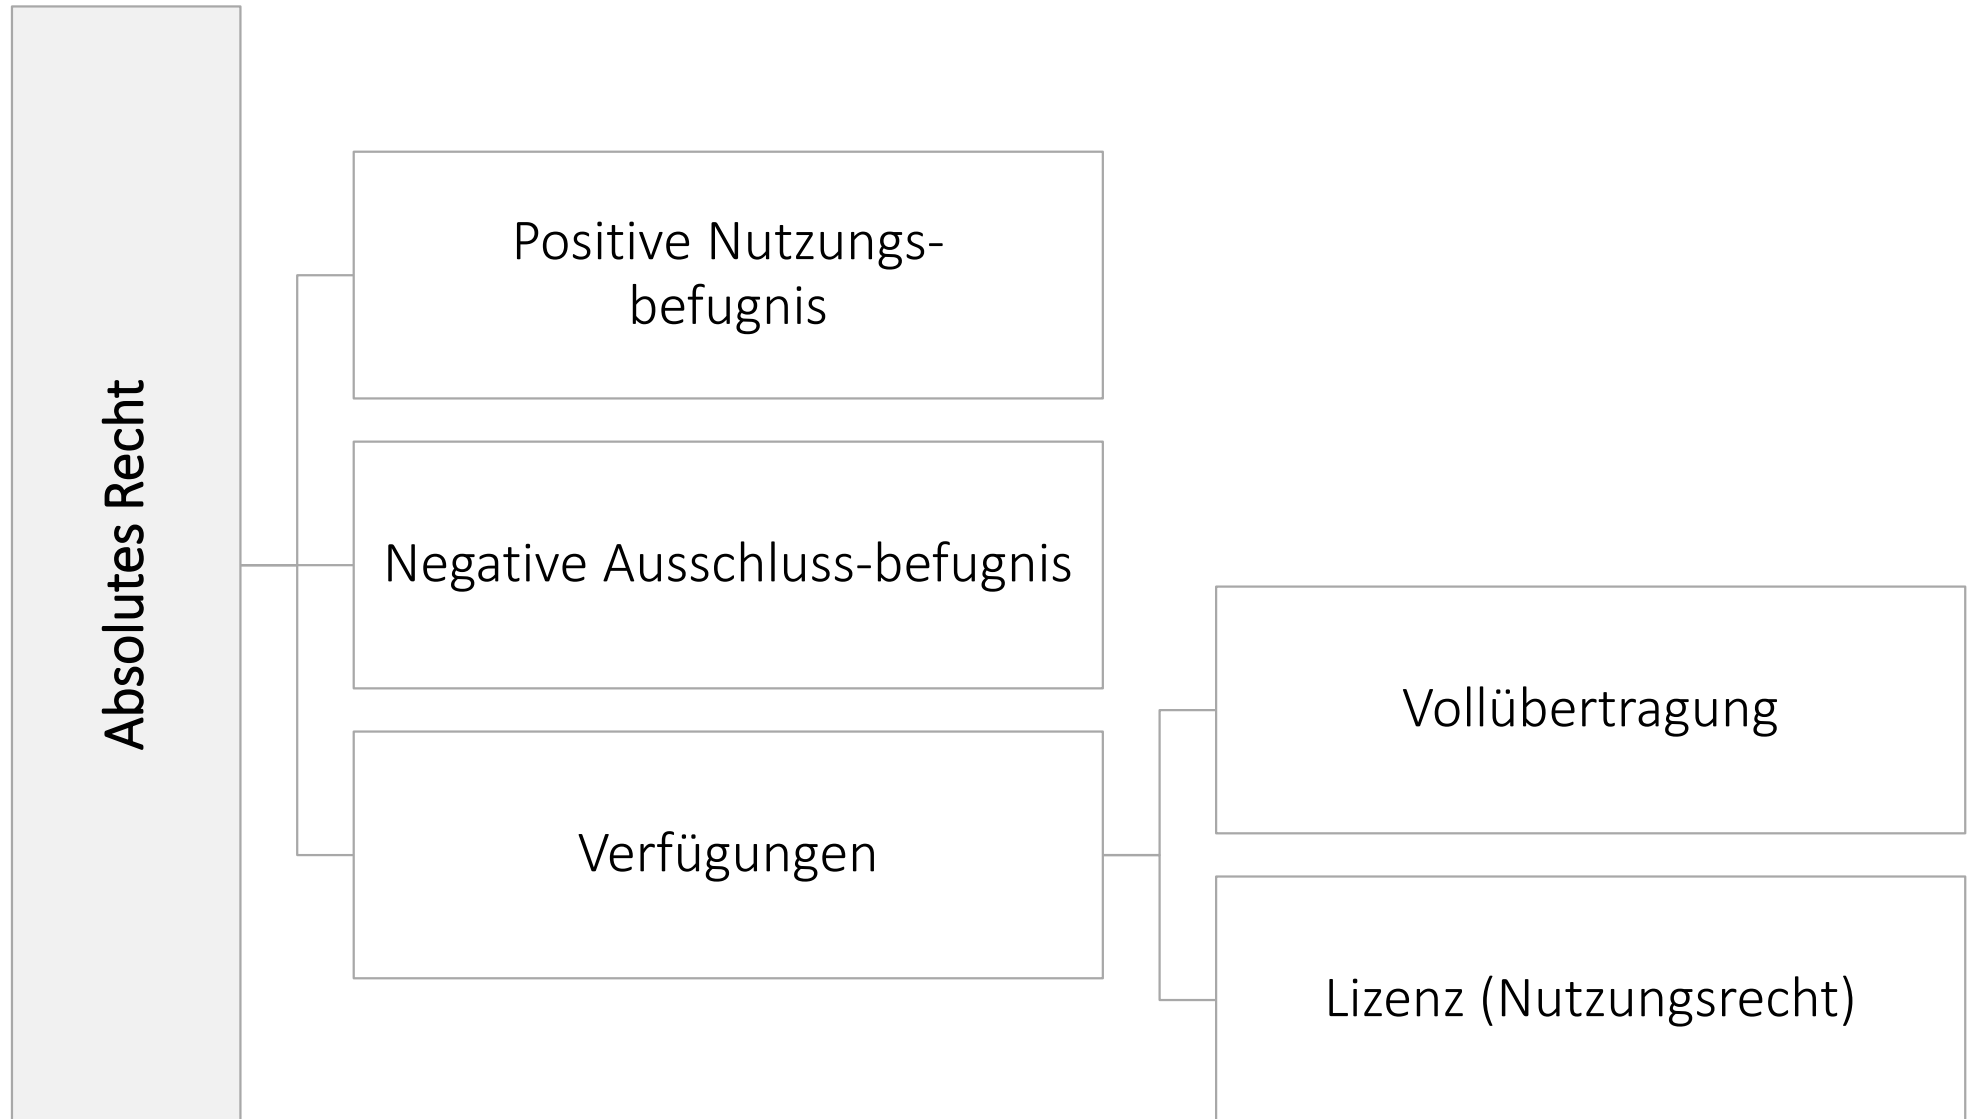 Absolutes Recht
Positive Nutzungs-
befugnis
Negative Ausschluss-befugnis
Verfügungen
Vollübertragung
Lizenz (Nutzungsrecht)